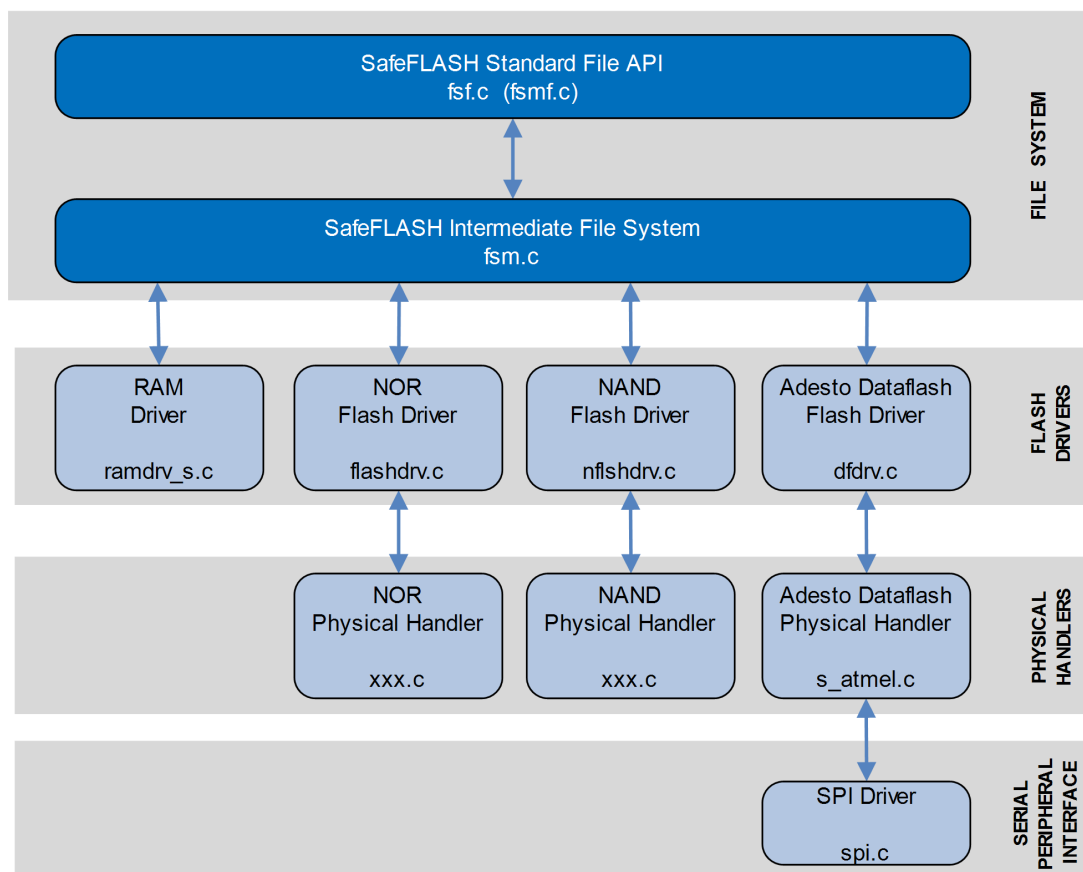 SafeFLASH Standard File API
fsf.c (fsmf.c)
FILE SYSTEM
SafeFLASH Intermediate File System
fsm.c
RAM
Driver
ramdrv_s.c
NOR
Flash Driver
flashdrv.c
NAND
Flash Driver
nflshdrv.c
Adesto Dataflash
Flash Driver
dfdrv.c
FLASH
DRIVERS
NOR
Physical Handler
xxx.c
NAND
Physical Handler
xxx.c
Adesto Dataflash
Physical Handler
s_atmel.c
PHYSICAL
HANDLERS
SPI Driver
spi.c
SERIAL
PERIPHERAL
INTERFACE